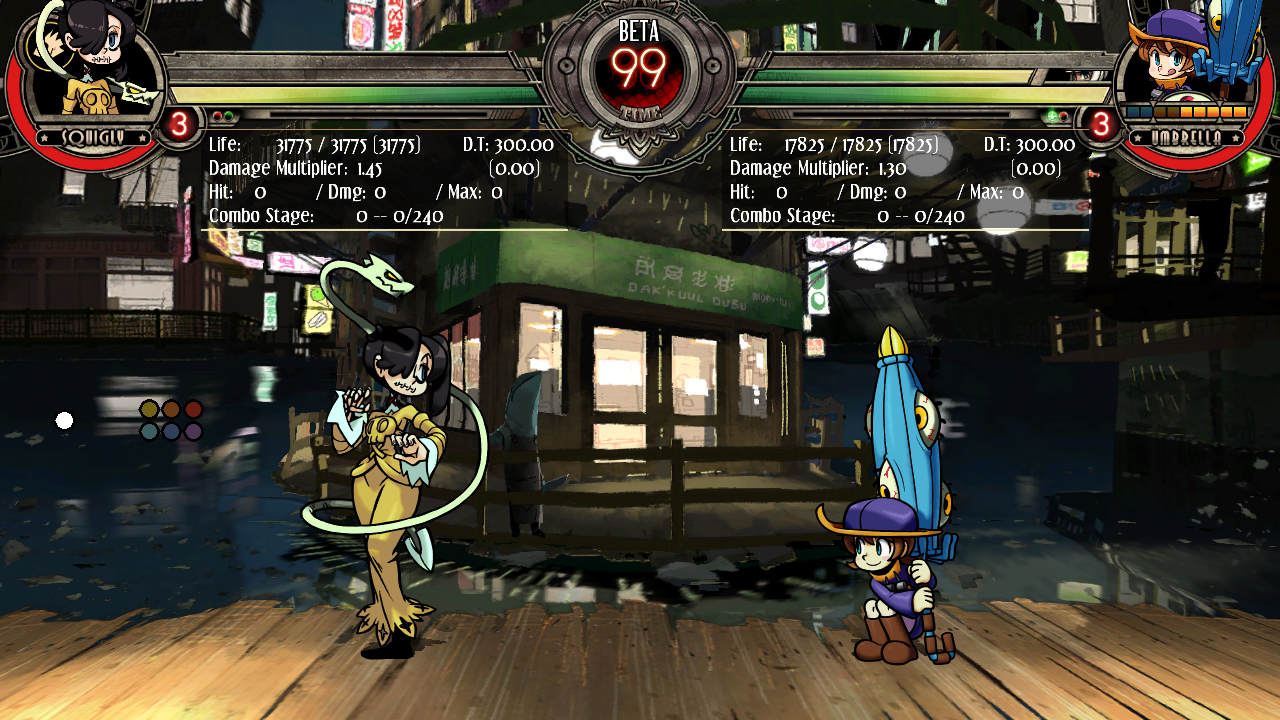 BETA
99
TIME
SQUIGLY
3
3
UMBRELLA
Life: 31775 / 31775 (31775) D.T: 300.00
Damage Multiplier: 1.45 (0.00)
Hit: 0 / Dmg: 0 / Max: 0
Combo Stage: 0 -- 0/240
Life: 17825 / 17825 (17825) D.T: 300.00
Damage Multiplier: 1.30 (0.00)
Hit: 0 / Dmg: 0 / Max: 0
Combo Stage: 0 -- 0/240
DAK'KUUL OUSU